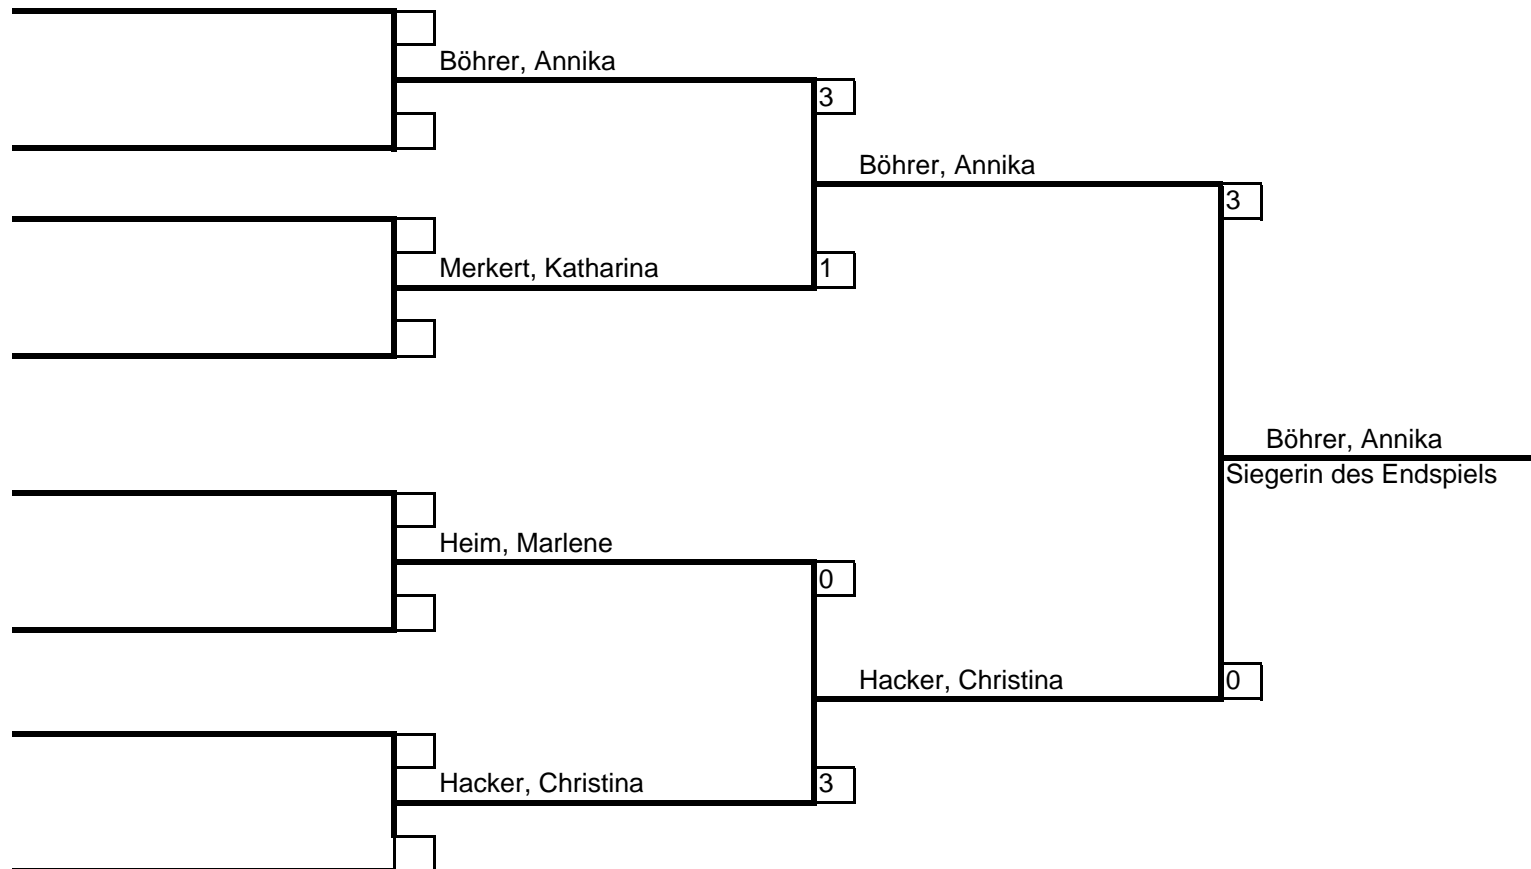 Böhrer, Annika
3
Böhrer, Annika
3
Merkert, Katharina
1
Böhrer, Annika
Siegerin des Endspiels
Heim, Marlene
0
Hacker, Christina
0
Hacker, Christina
3